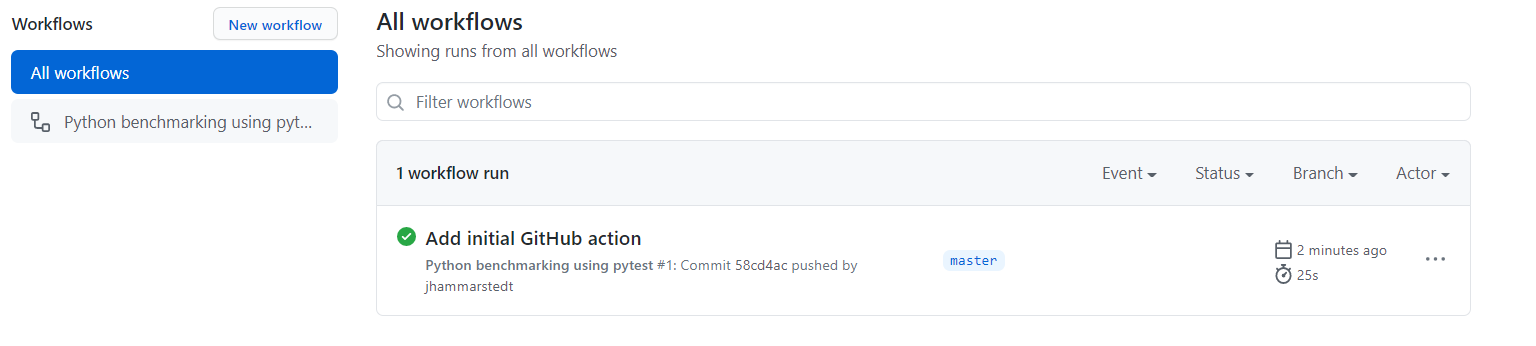 Workflows
New workflow
All workflows
Python benchmarking using pyt...
All workflows
Showing runs from all workflows
Filter workflows
1 workflow run
Event
Status
Branch
Actor
Add initial GitHub action
Python benchmarking using pytest #1: Commit 58cd4ac pushed by
jhammarstedt
master
2 minutes ago
25s